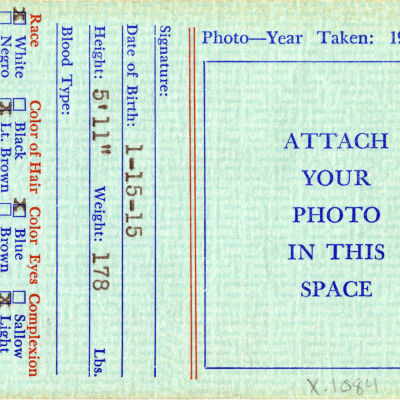 Photo—Year Taken: 19
ATTACH
YOUR
PHOTO
IN THIS
SPACE
X.1084
Signature:
Date of Birth: 1-15-15
Height: 5'11" Weight: 178 Lbs.
Blood Type:
Race Color of Hair Color Eyes Complexion
X White Black X Blue Sallow
Negro X Lt. Brown Brown X Light